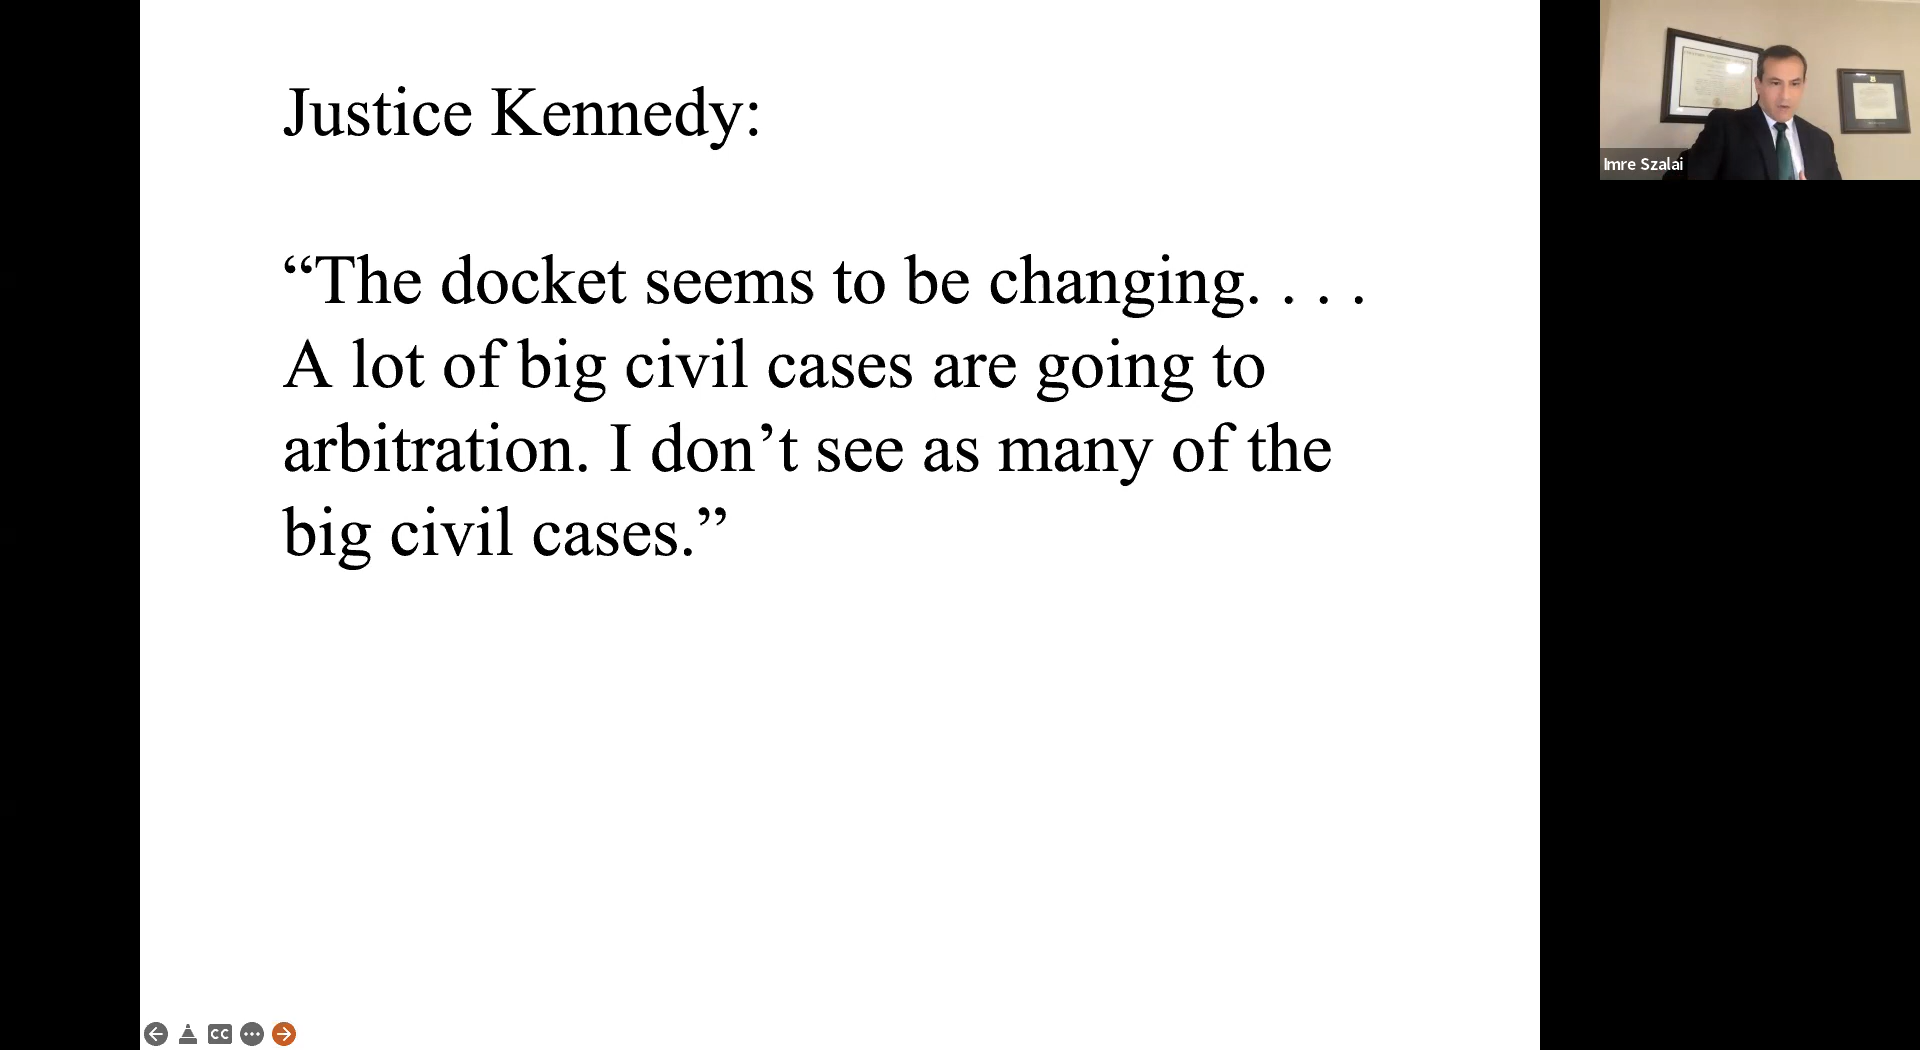 Justice Kennedy:
“The docket seems to be changing. . . .
A lot of big civil cases are going to
arbitration. I don’t see as many of the
big civil cases.”
Imre Szalai
CC